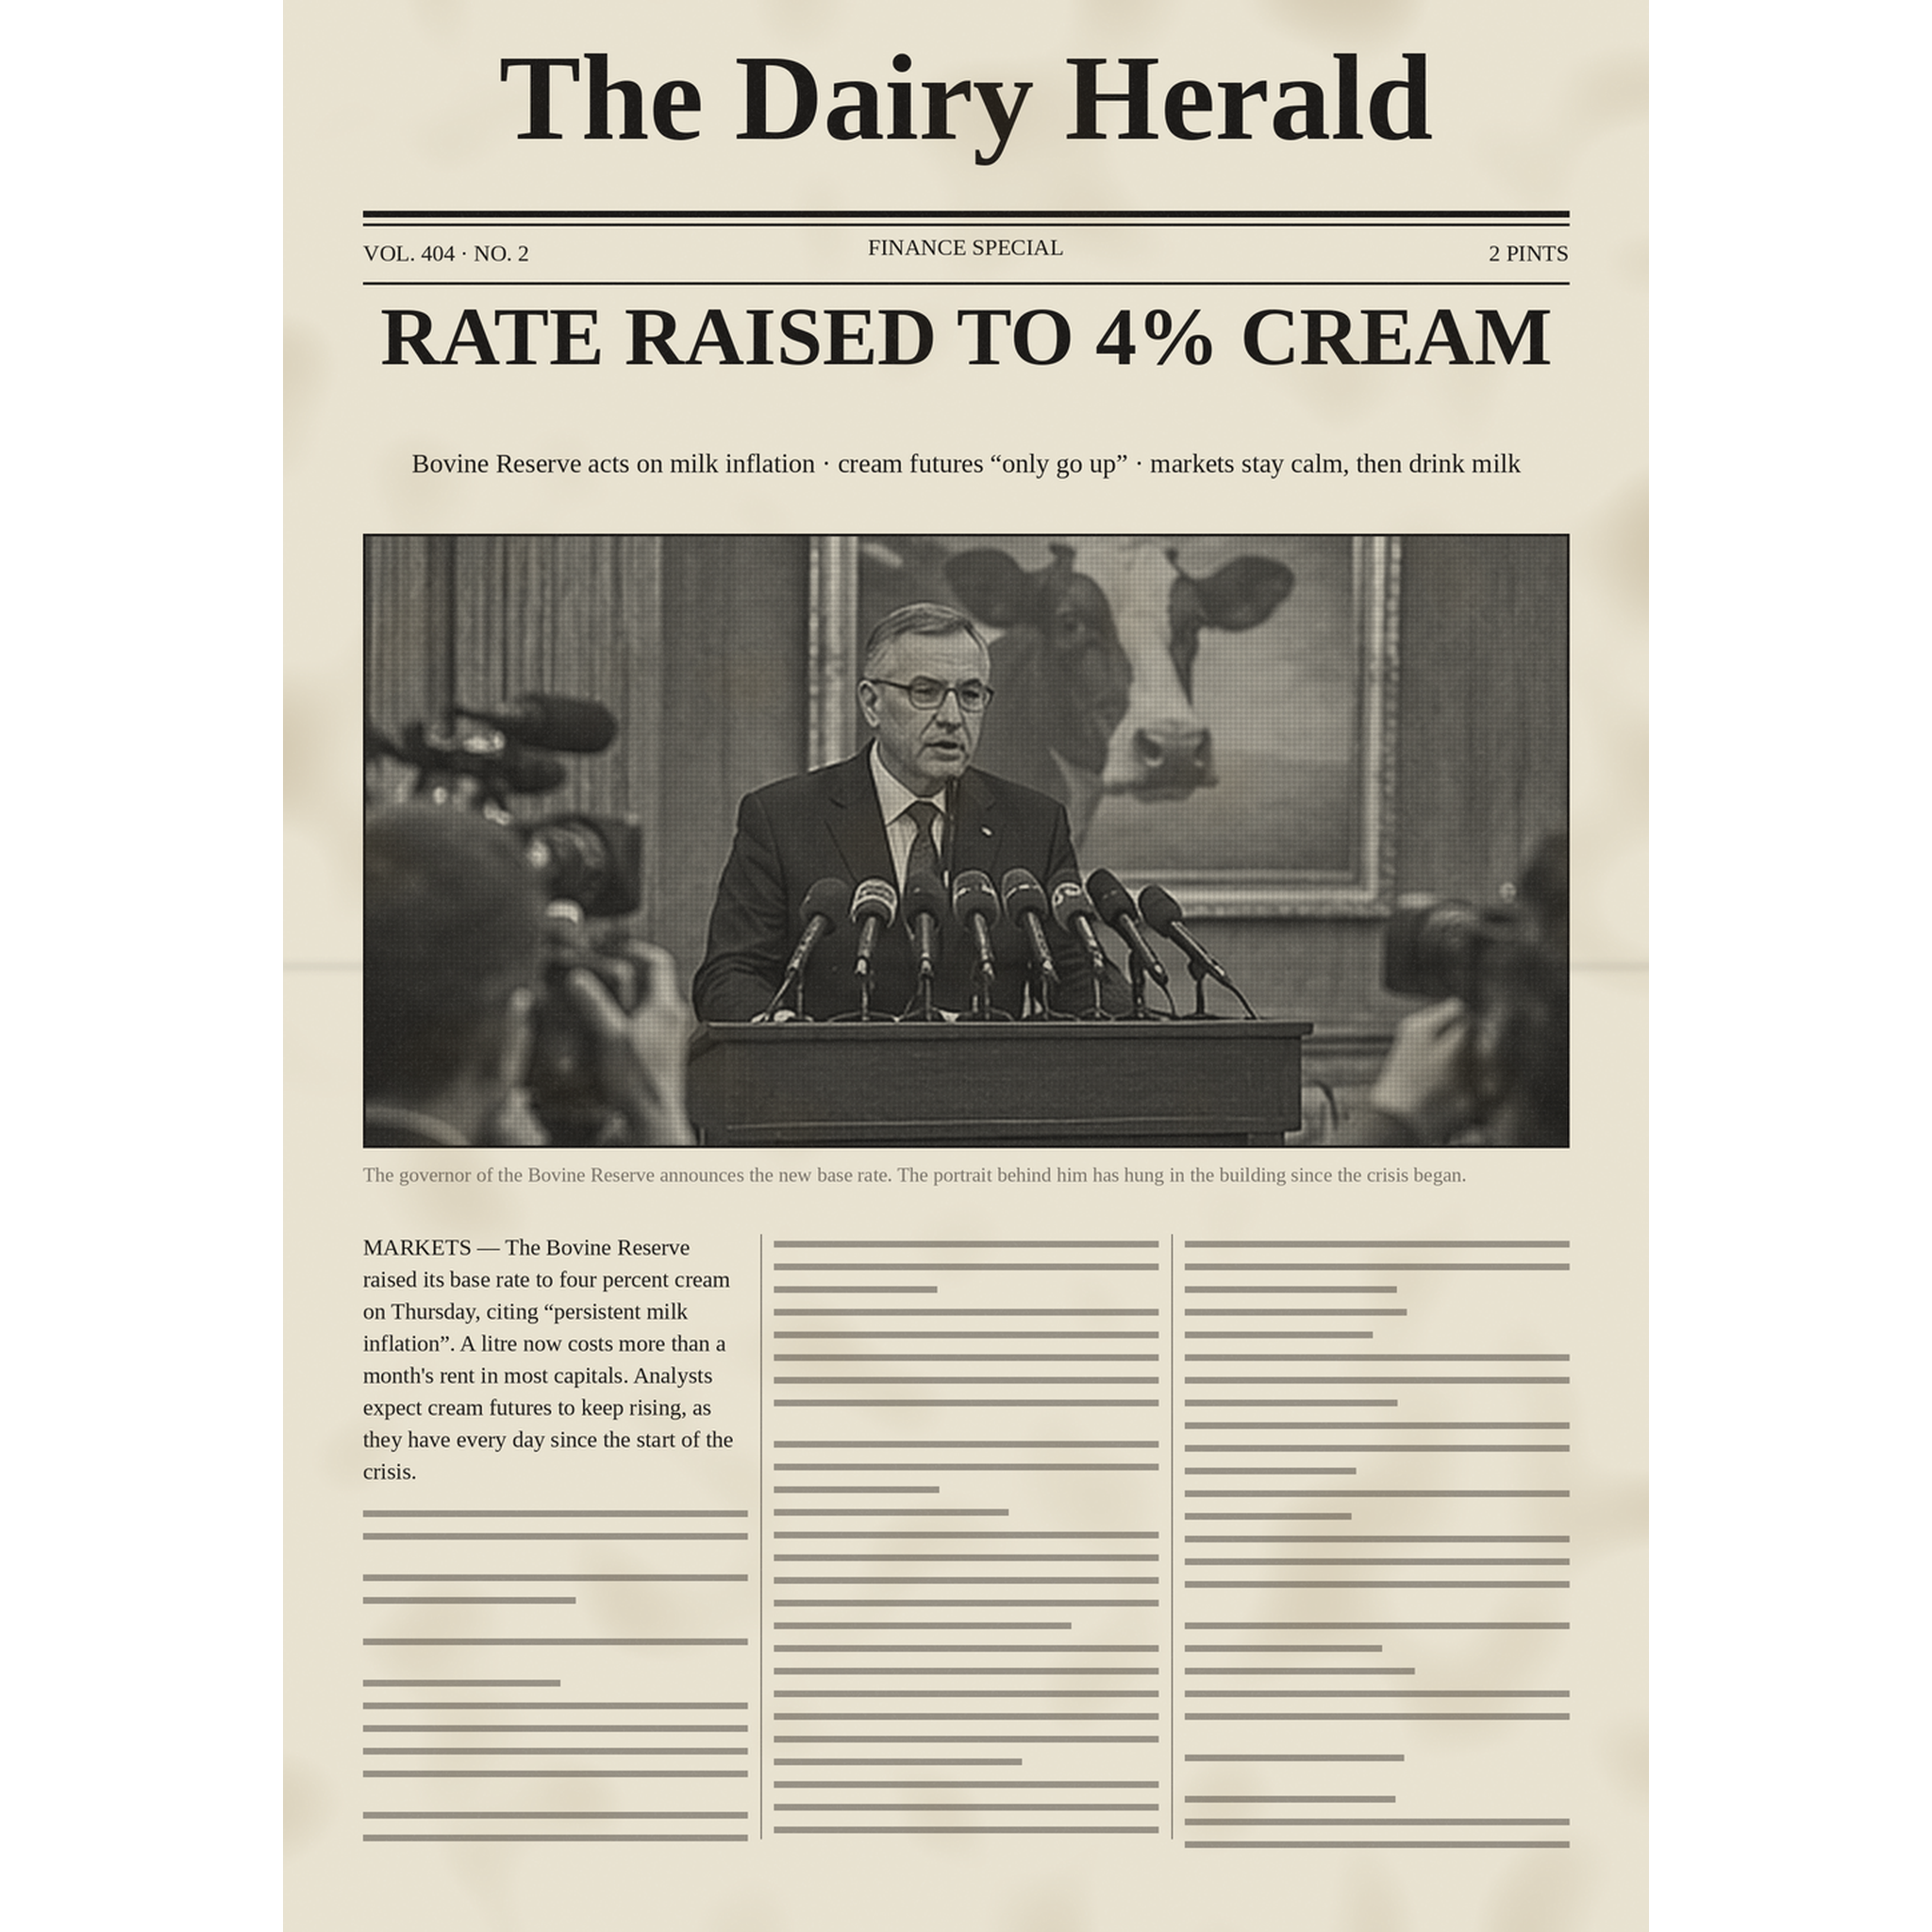 The Dairy Herald
VOL. 404 · NO. 2
FINANCE SPECIAL
2 PINTS
RATE RAISED TO 4% CREAM
Bovine Reserve acts on milk inflation · cream futures “only go up” · markets stay calm, then drink milk
The governor of the Bovine Reserve announces the new base rate. The portrait behind him has hung in the building since the crisis began.
MARKETS — The Bovine Reserve
raised its base rate to four percent cream
on Thursday, citing “persistent milk
inflation”. A litre now costs more than a
month's rent in most capitals. Analysts
expect cream futures to keep rising, as
they have every day since the start of the
crisis.